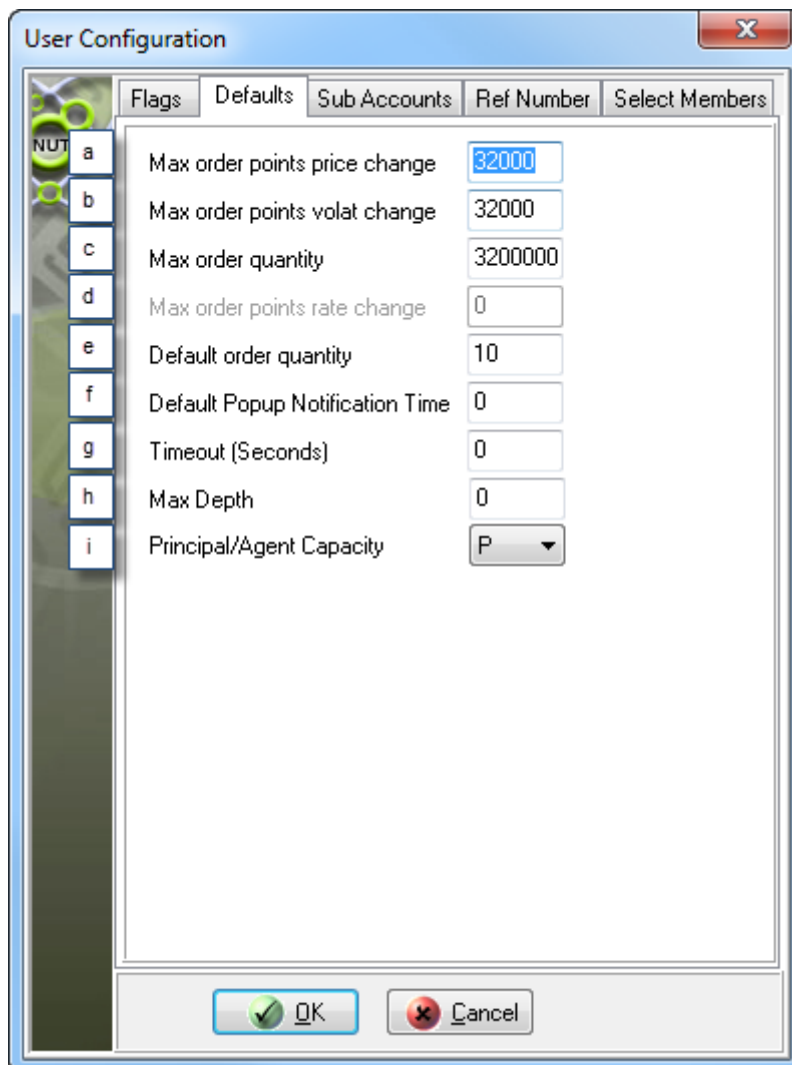 User Configuration
Flags Defaults Sub Accounts Ref Number Select Members
NUT
a Max order points price change 32000
b Max order points volat change 32000
c Max order quantity 3200000
d Max order points rate change 0
e Default order quantity 10
f Default Popup Notification Time 0
g Timeout (Seconds) 0
h Max Depth 0
i Principal/Agent Capacity P
OK Cancel